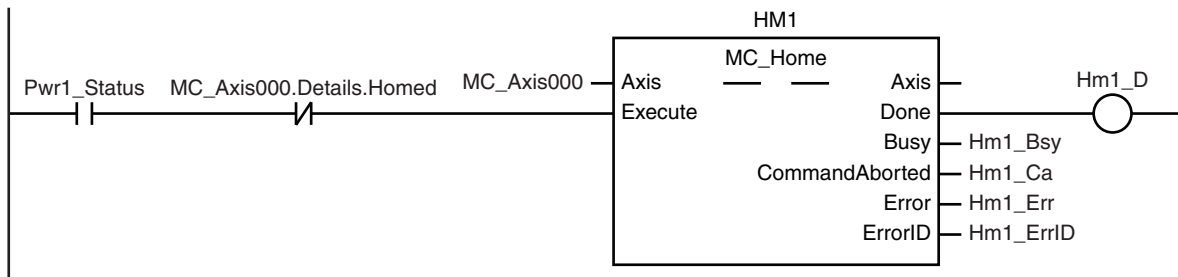 HM1
Pwr1_Status MC_Axis000.Details.Homed MC_Axis000 Axis MC_Home Axis Hm1_D
Execute Done
Busy Hm1_Bsy
CommandAborted Hm1_Ca
Error Hm1_Err
ErrorID Hm1_ErrID